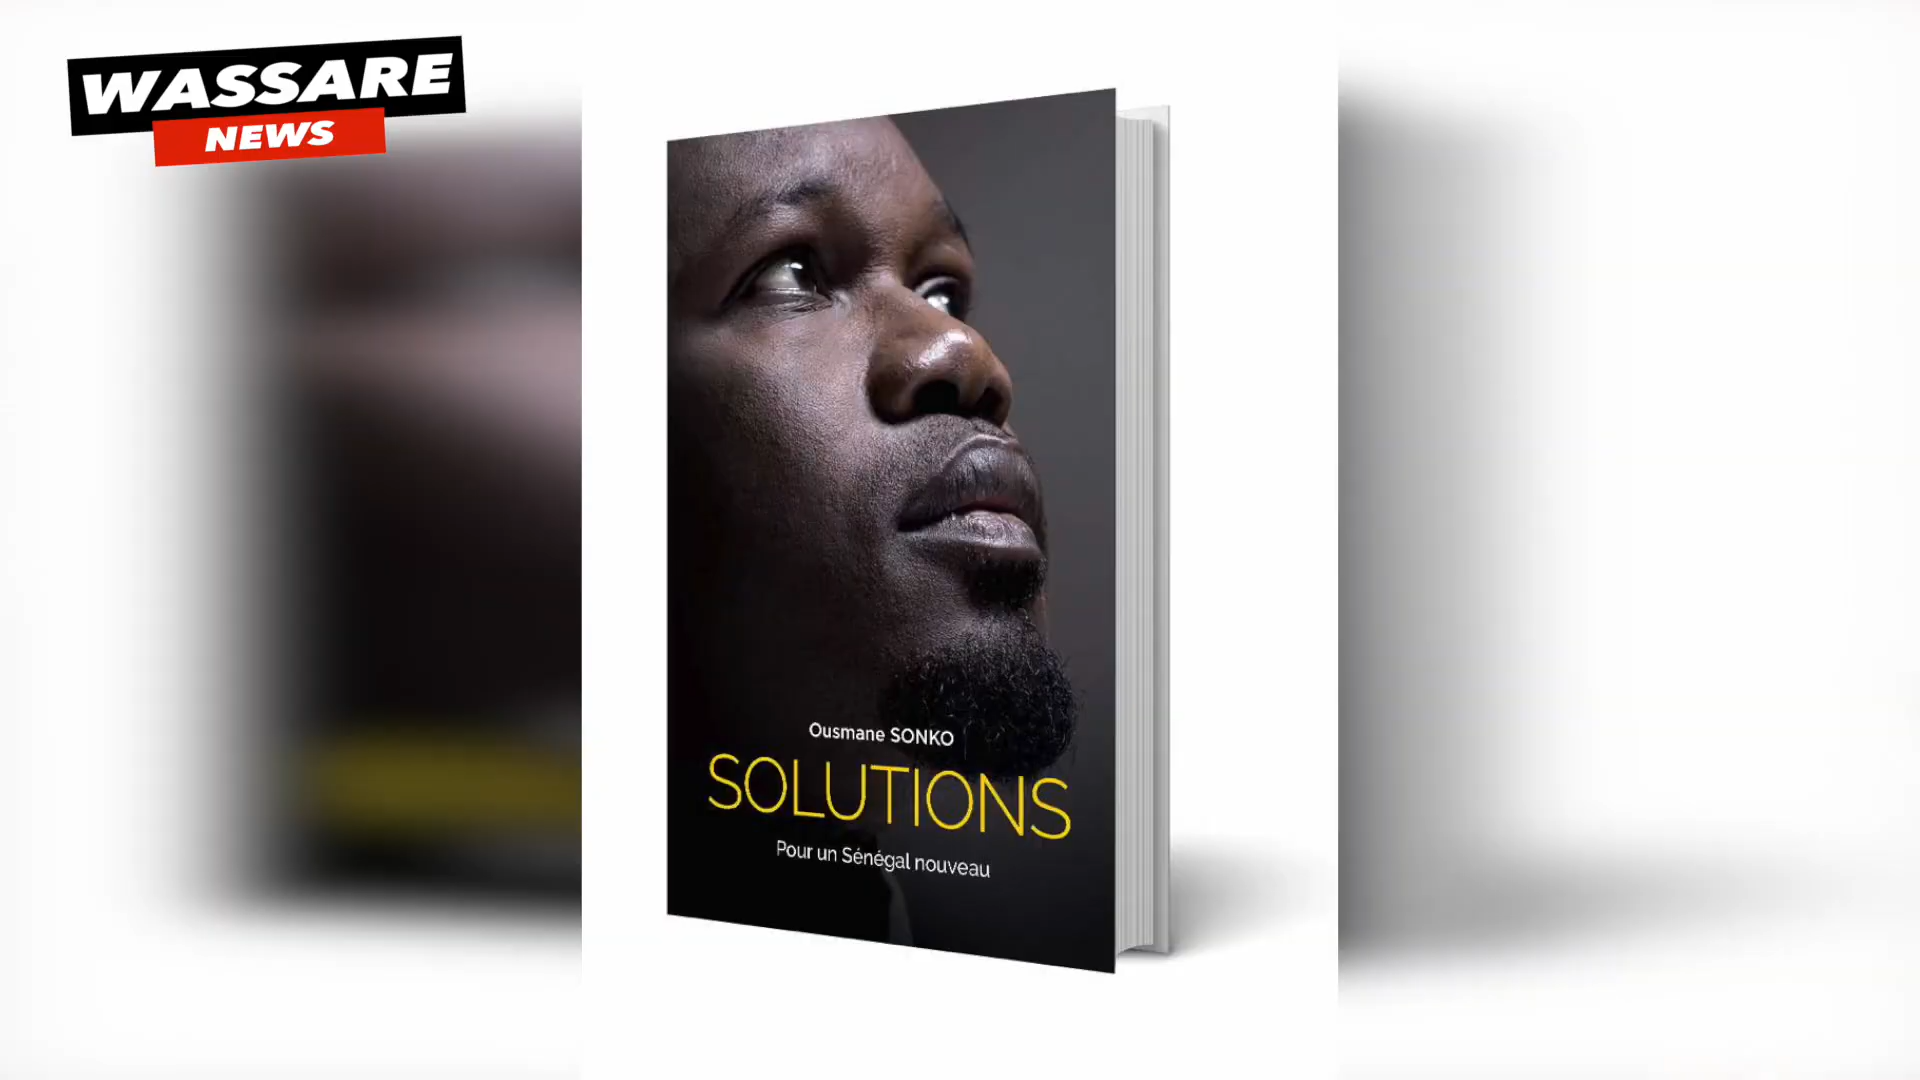 WASSARE
NEWS
Ousmane SONKO
SOLUTIONS
Pour un Sénégal nouveau